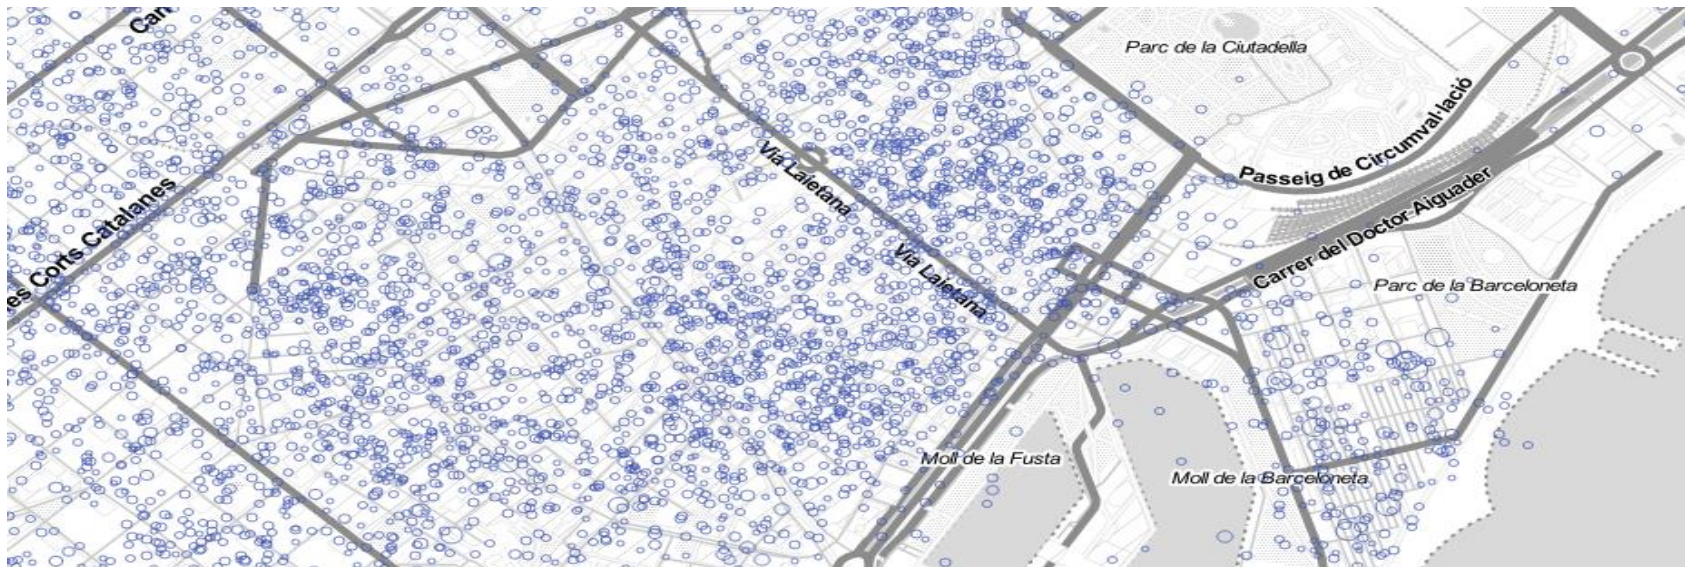 Can
Parc de la Ciutadella
Passeig de Circumval·lació
Via Laietana
es Corts Catalanes
Carrer del Doctor Aiguader
Via Laietana
Parc de la Barceloneta
Moll de la Fusta
Moll de la Barceloneta